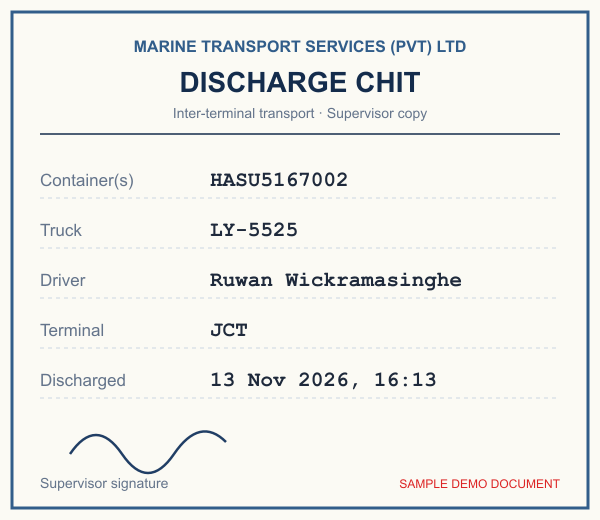 MARINE TRANSPORT SERVICES (PVT) LTD
DISCHARGE CHIT
Inter-terminal transport · Supervisor copy
Container(s) HASU5167002
Truck LY-5525
Driver Ruwan Wickramasinghe
Terminal JCT
Discharged 13 Nov 2026, 16:13
Supervisor signature SAMPLE DEMO DOCUMENT